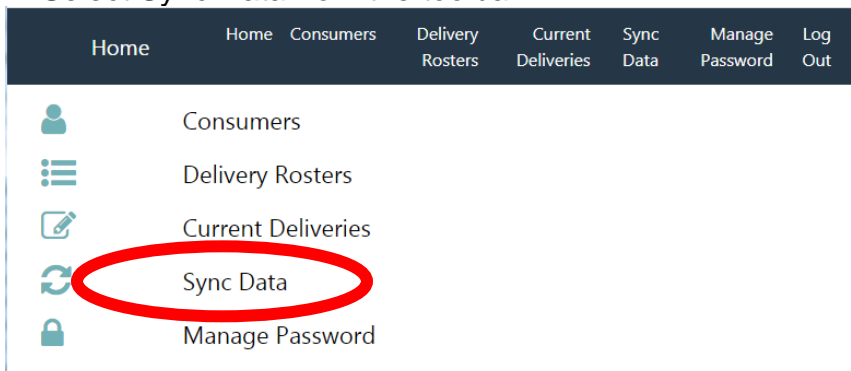 Home Home Consumers Delivery Rosters Current Deliveries Sync Data Manage Password Log Out
Consumers
Delivery Rosters
Current Deliveries
Sync Data
Manage Password